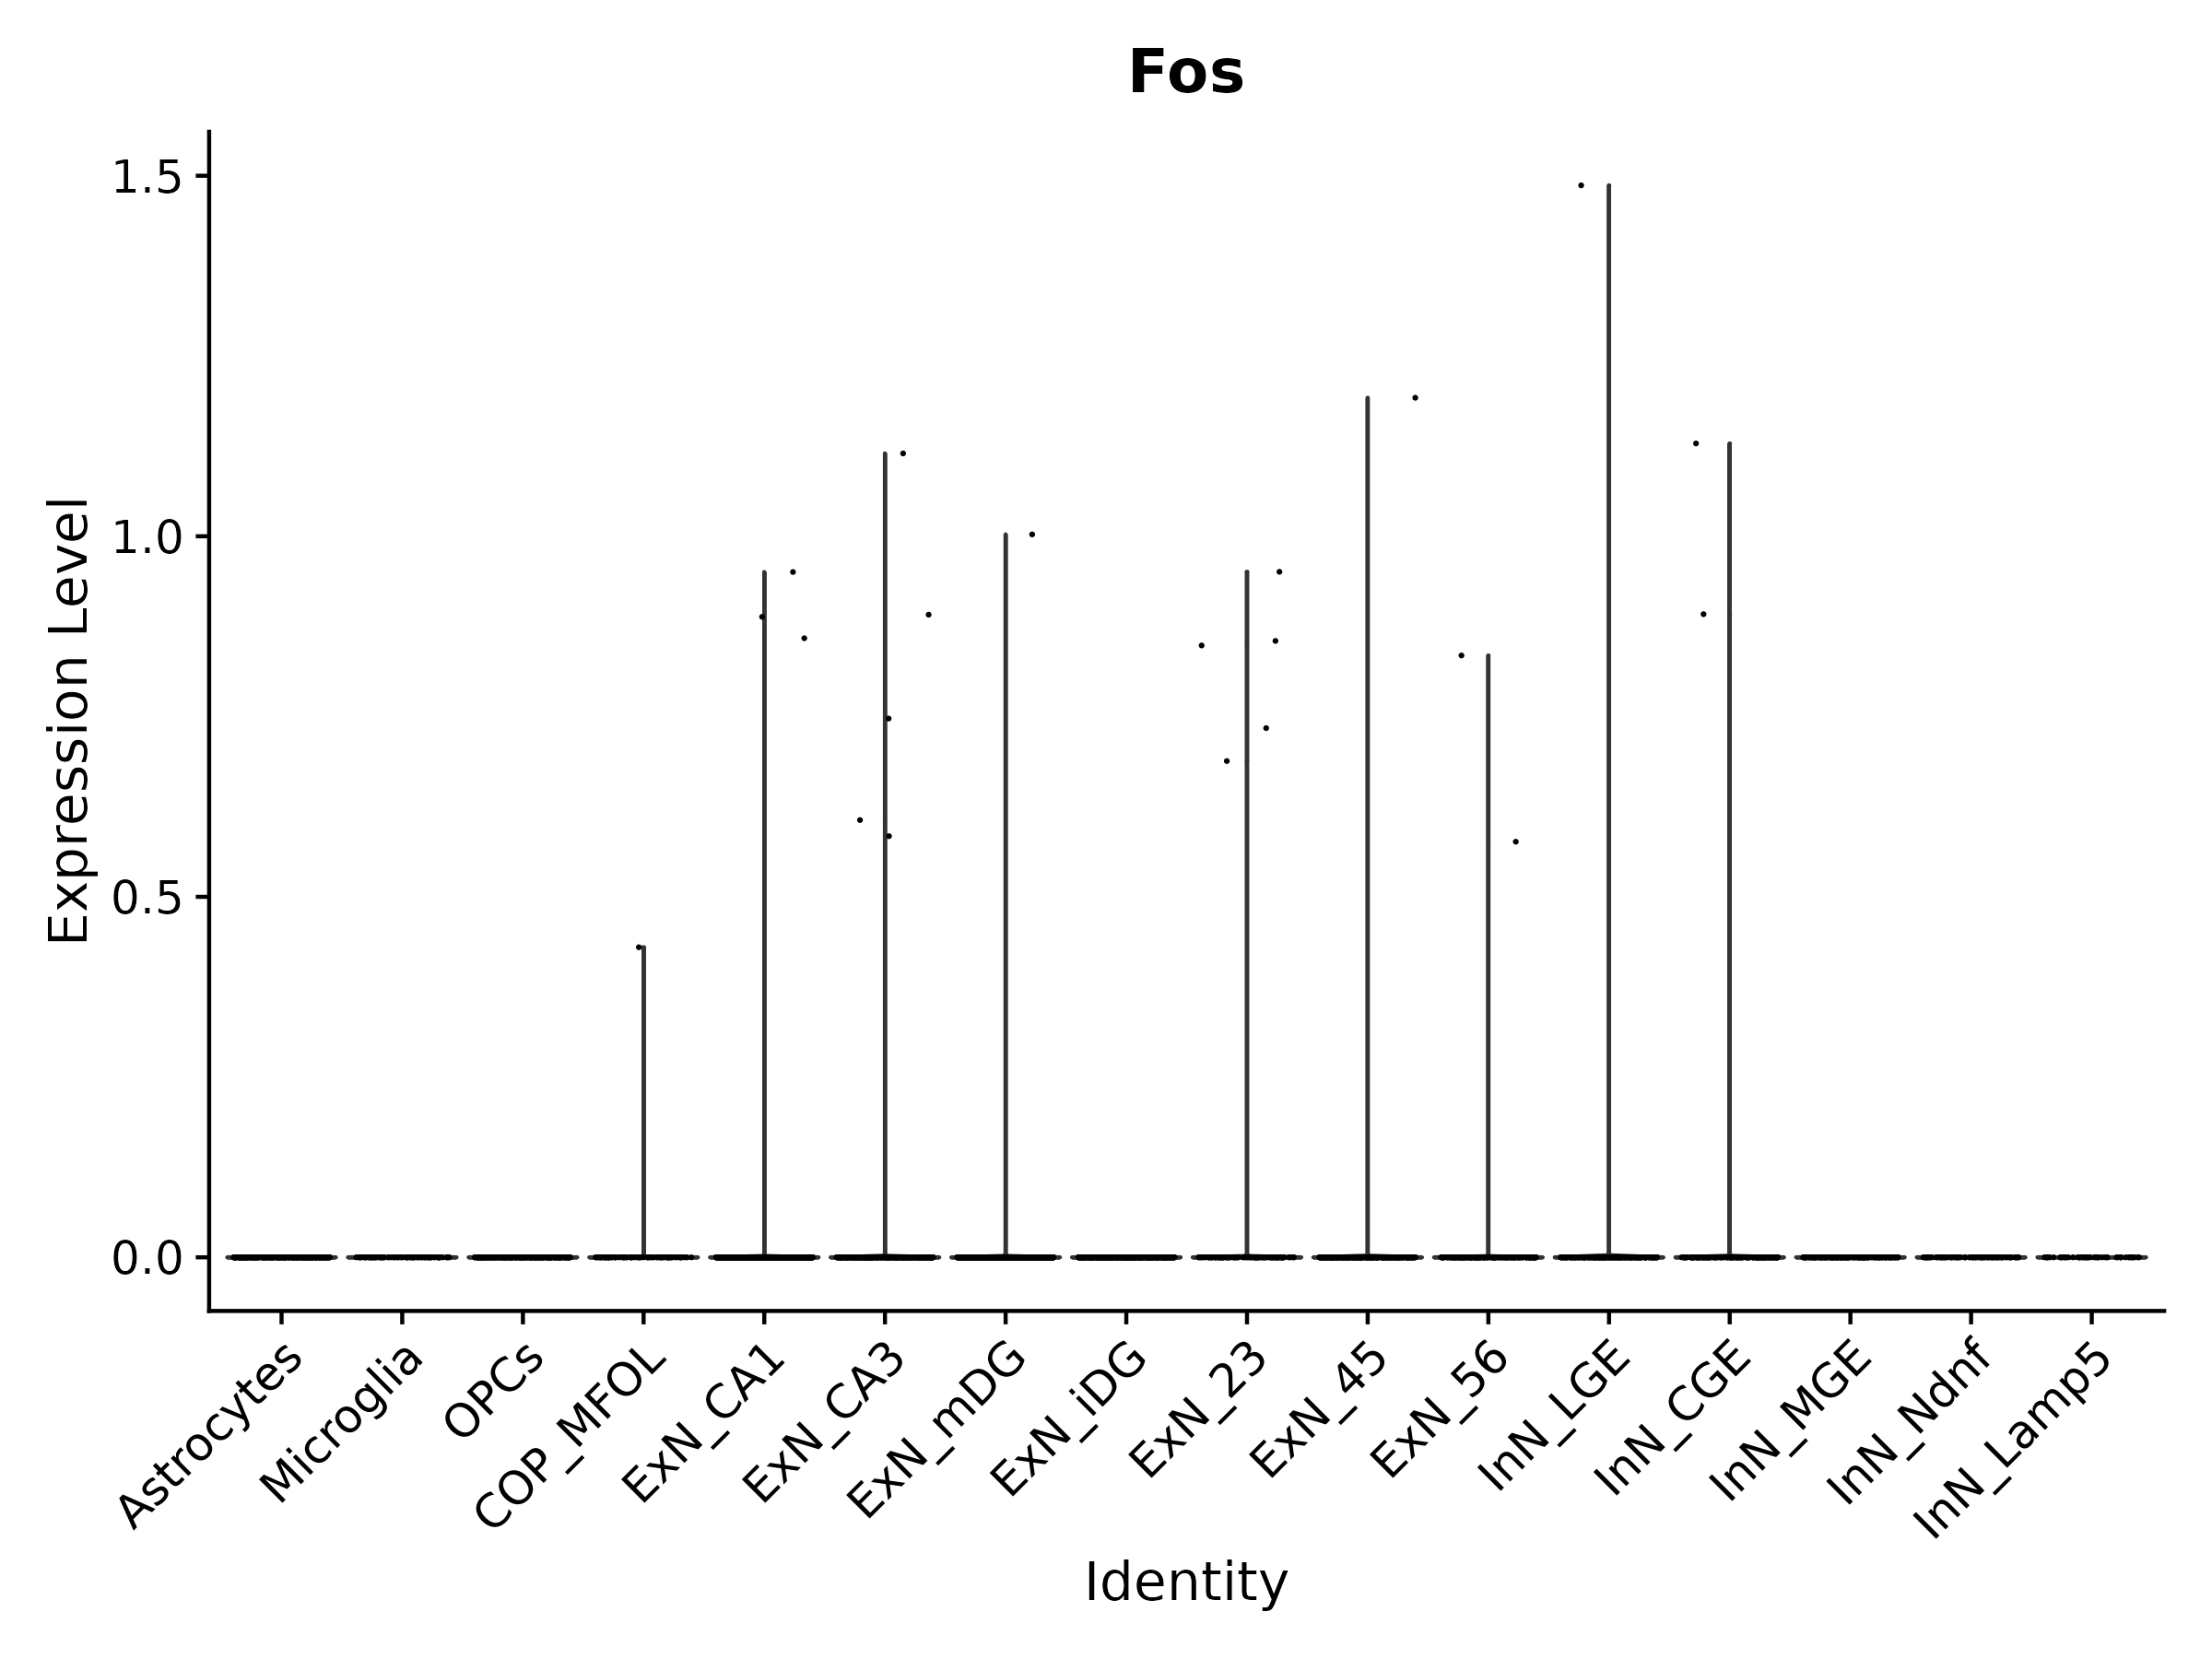 Fos
Expression Level
1.5
1.0
0.5
0.0
Astrocytes
Microglia
OPCs
COP_MFOL
ExN_CA1
ExN_CA3
ExN_mDG
ExN_iDG
ExN_23
ExN_45
ExN_56
InN_LGE
InN_CGE
InN_MGE
InN_Ndnf
InN_Lamp5
Identity